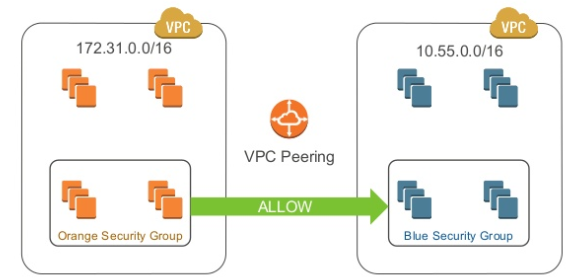 VPC
VPC
172.31.0.0/16
10.55.0.0/16
VPC Peering
ALLOW
Orange Security Group
Blue Security Group